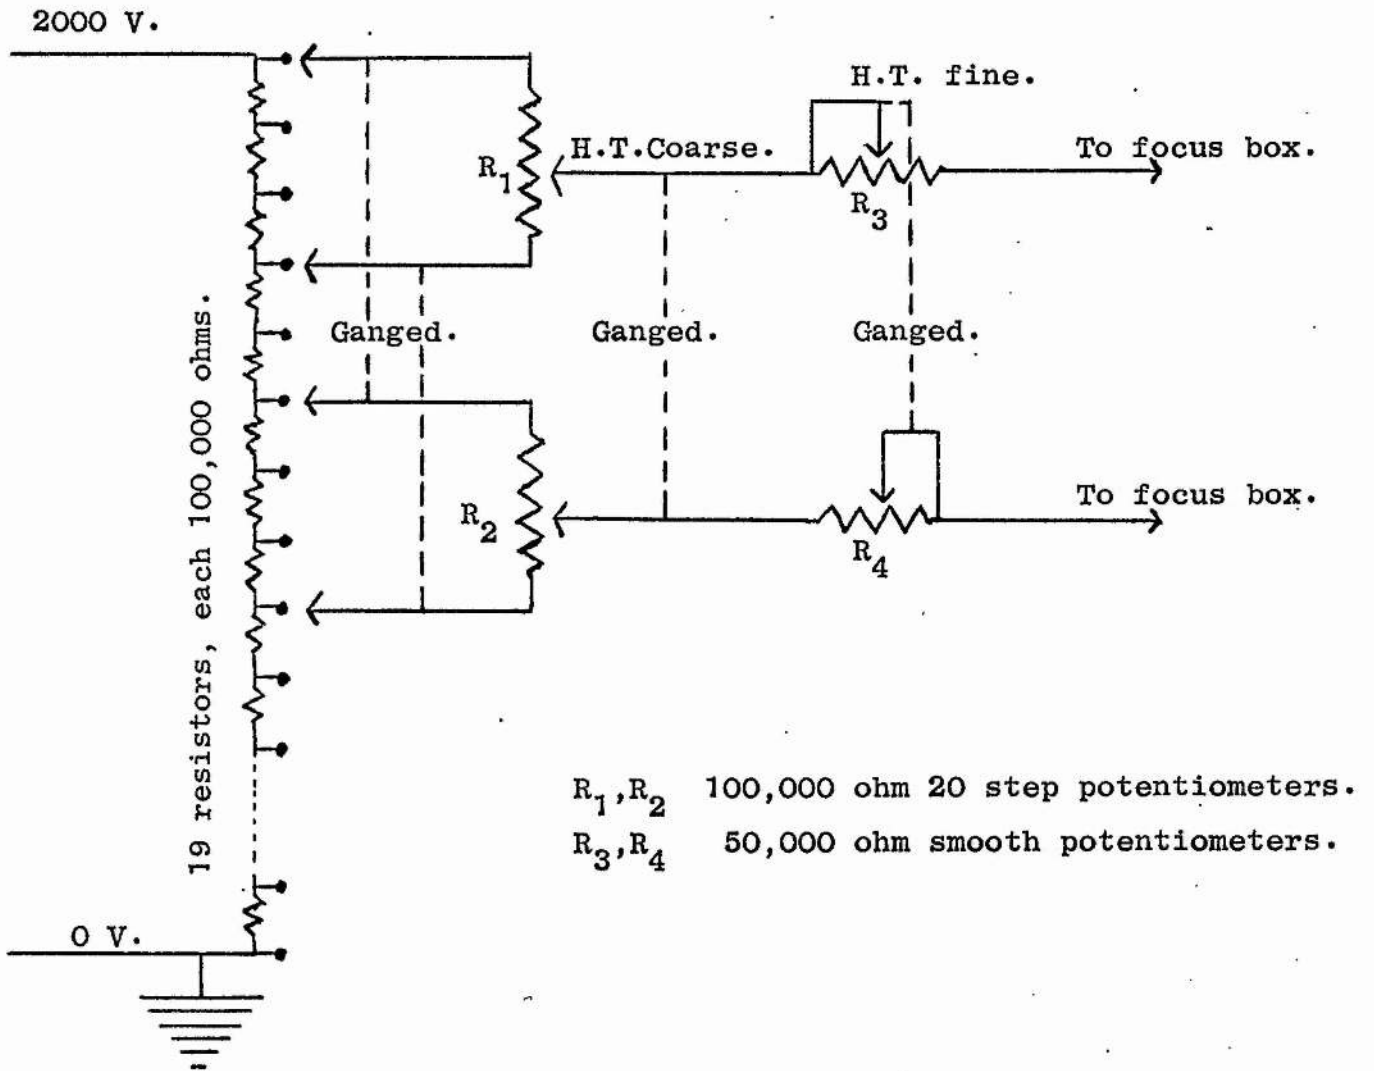 2000 V.
H.T. fine.
H.T.Coarse.
To focus box.
R1
R3
19 resistors, each 100,000 ohms.
Ganged.
Ganged.
Ganged.
To focus box.
R2
R4
R1,R2 100,000 ohm 20 step potentiometers.
R3,R4 50,000 ohm smooth potentiometers.
0 V.